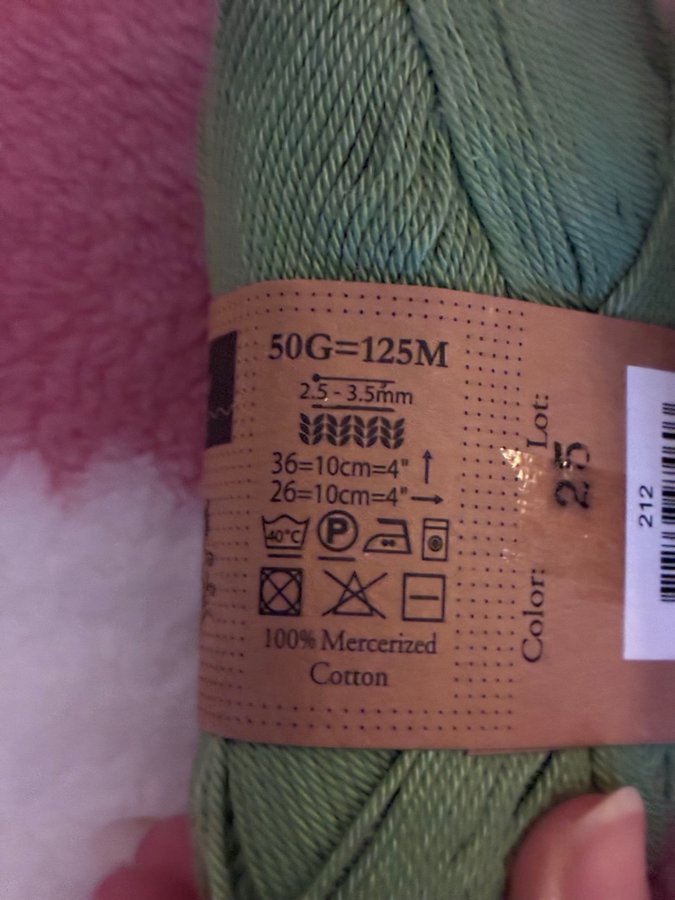 50G=125M
2.5 - 3.5mm
36=10cm=4"
26=10cm=4"
40°C
P
100% Mercerized
Cotton
Lot:
25
Color:
212